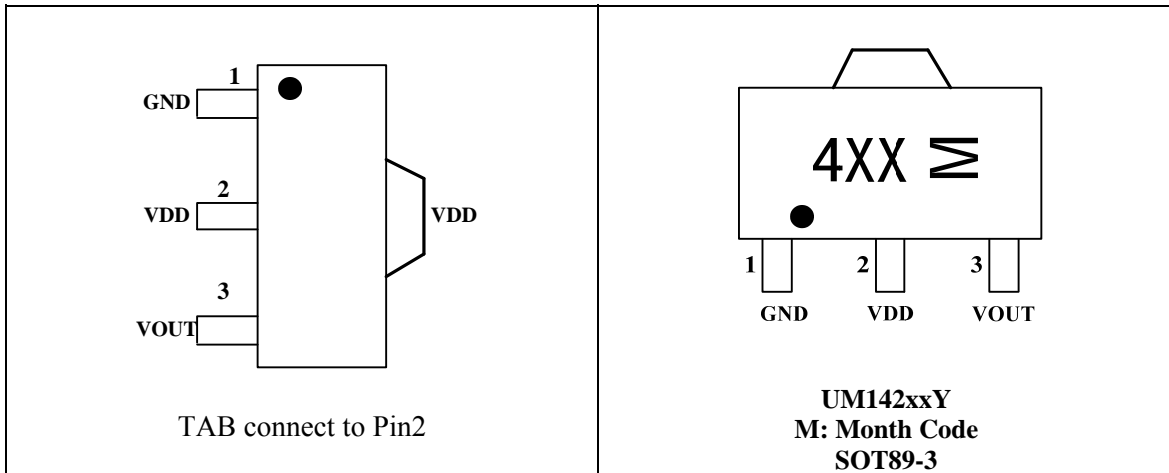 1
GND
2
VDD
VDD
3
VOUT
TAB connect to Pin2
4XX M
1 2 3
GND VDD VOUT
UM142xxY
M: Month Code
SOT89-3